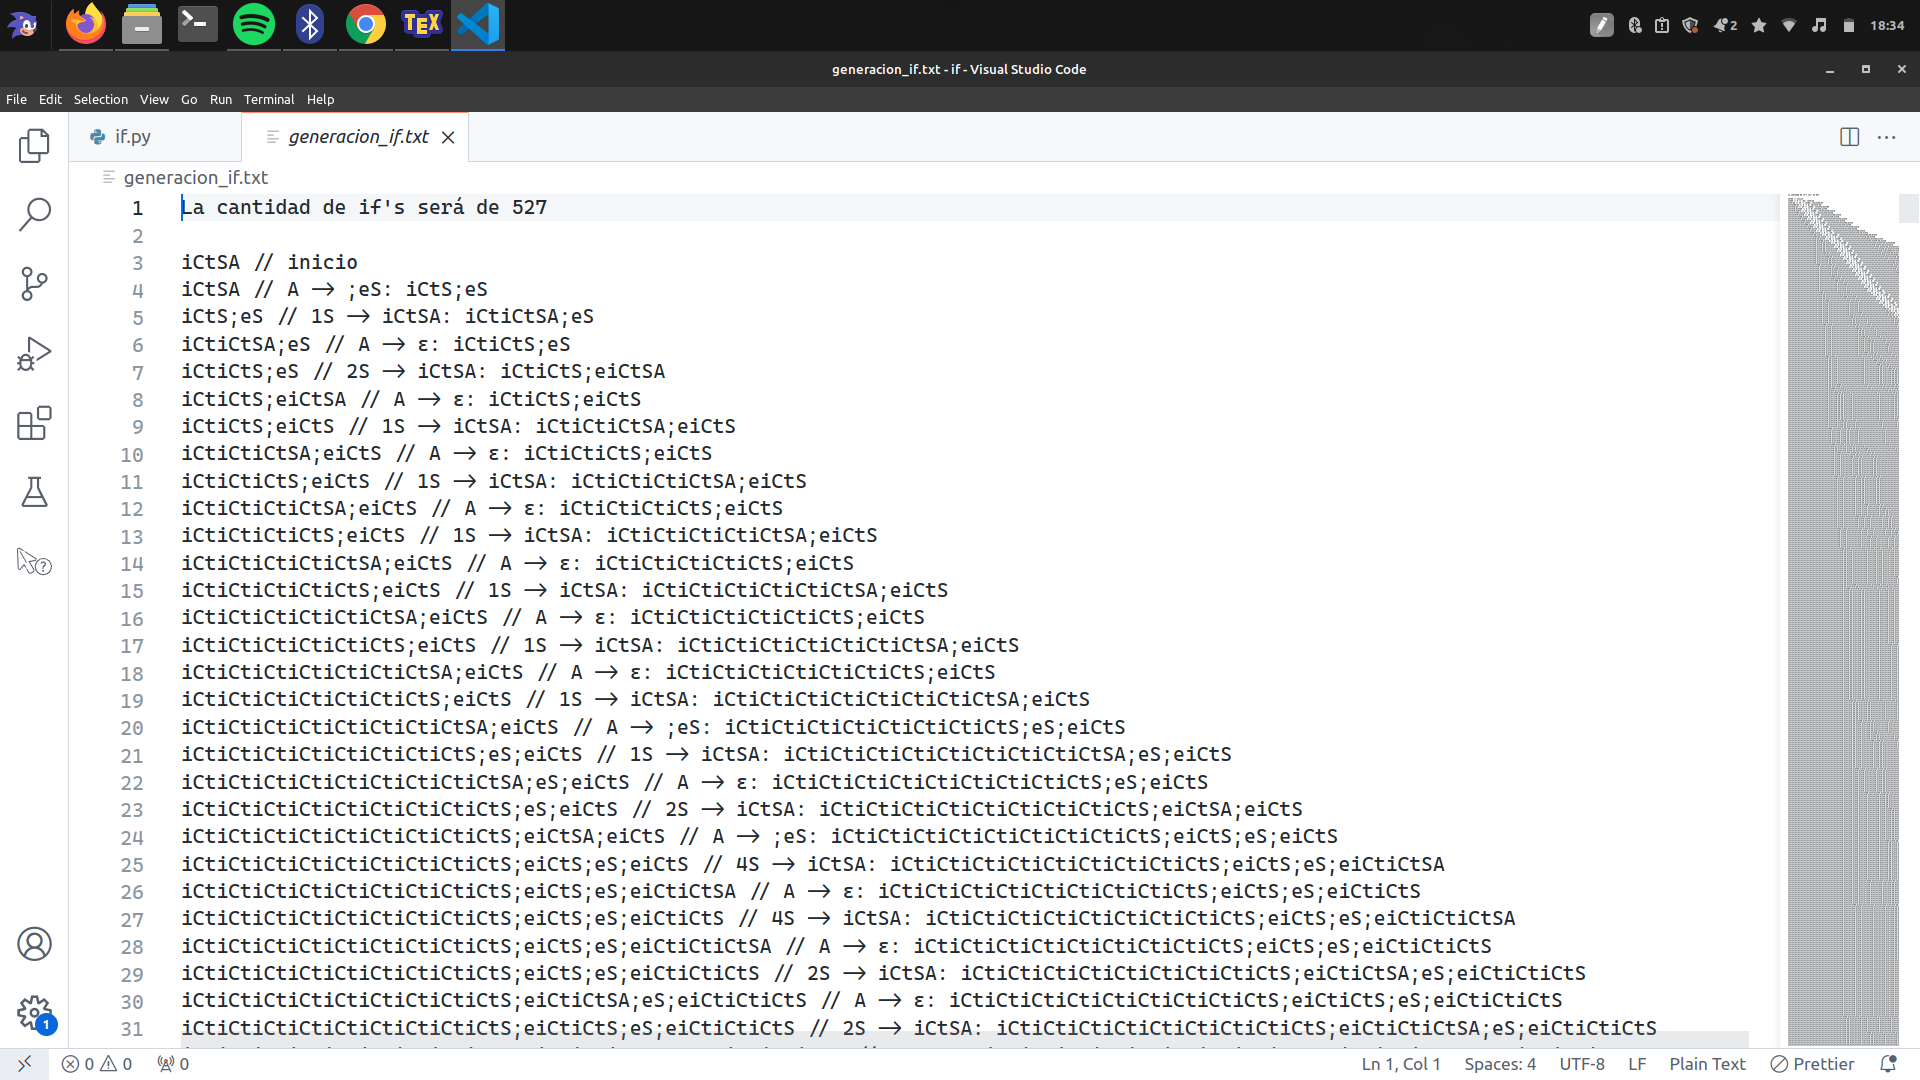 18:34
2
generacion_if.txt - if - Visual Studio Code
File Edit Selection View Go Run Terminal Help
if.py generacion_if.txt
generacion_if.txt
1 La cantidad de if's será de 527
2
3 iCtSA // inicio
4 iCtSA // A -> ;eS: iCtS;eS
5 iCtS;eS // 1S -> iCtSA: iCtiCtSA;eS
6 iCtiCtSA;eS // A -> ε: iCtiCtS;eS
7 iCtiCtS;eS // 2S -> iCtSA: iCtiCtS;eiCtSA
8 iCtiCtS;eiCtSA // A -> ε: iCtiCtS;eiCtS
9 iCtiCtS;eiCtS // 1S -> iCtSA: iCtiCtiCtSA;eiCtS
10 iCtiCtiCtSA;eiCtS // A -> ε: iCtiCtiCtS;eiCtS
11 iCtiCtiCtS;eiCtS // 1S -> iCtSA: iCtiCtiCtiCtSA;eiCtS
12 iCtiCtiCtiCtSA;eiCtS // A -> ε: iCtiCtiCtiCtS;eiCtS
13 iCtiCtiCtiCtS;eiCtS // 1S -> iCtSA: iCtiCtiCtiCtiCtSA;eiCtS
14 iCtiCtiCtiCtiCtSA;eiCtS // A -> ε: iCtiCtiCtiCtiCtS;eiCtS
15 iCtiCtiCtiCtiCtS;eiCtS // 1S -> iCtSA: iCtiCtiCtiCtiCtiCtSA;eiCtS
16 iCtiCtiCtiCtiCtiCtSA;eiCtS // A -> ε: iCtiCtiCtiCtiCtiCtS;eiCtS
17 iCtiCtiCtiCtiCtiCtS;eiCtS // 1S -> iCtSA: iCtiCtiCtiCtiCtiCtiCtSA;eiCtS
18 iCtiCtiCtiCtiCtiCtiCtSA;eiCtS // A -> ε: iCtiCtiCtiCtiCtiCtiCtS;eiCtS
19 iCtiCtiCtiCtiCtiCtiCtS;eiCtS // 1S -> iCtSA: iCtiCtiCtiCtiCtiCtiCtiCtSA;eiCtS
20 iCtiCtiCtiCtiCtiCtiCtiCtSA;eiCtS // A -> ;eS: iCtiCtiCtiCtiCtiCtiCtiCtS;eS;eiCtS
21 iCtiCtiCtiCtiCtiCtiCtiCtS;eS;eiCtS // 1S -> iCtSA: iCtiCtiCtiCtiCtiCtiCtiCtiCtSA;eS;eiCtS
22 iCtiCtiCtiCtiCtiCtiCtiCtiCtSA;eS;eiCtS // A -> ε: iCtiCtiCtiCtiCtiCtiCtiCtiCtS;eS;eiCtS
23 iCtiCtiCtiCtiCtiCtiCtiCtiCtS;eS;eiCtS // 2S -> iCtSA: iCtiCtiCtiCtiCtiCtiCtiCtiCtS;eiCtSA;eiCtS
24 iCtiCtiCtiCtiCtiCtiCtiCtiCtS;eiCtSA;eiCtS // A -> ;eS: iCtiCtiCtiCtiCtiCtiCtiCtiCtS;eiCtS;eS;eiCtS
25 iCtiCtiCtiCtiCtiCtiCtiCtiCtS;eiCtS;eS;eiCtS // 4S -> iCtSA: iCtiCtiCtiCtiCtiCtiCtiCtiCtS;eiCtS;eS;eiCtiCtSA
26 iCtiCtiCtiCtiCtiCtiCtiCtiCtS;eiCtS;eS;eiCtiCtSA // A -> ε: iCtiCtiCtiCtiCtiCtiCtiCtiCtS;eiCtS;eS;eiCtiCtS
27 iCtiCtiCtiCtiCtiCtiCtiCtiCtS;eiCtS;eS;eiCtiCtS // 4S -> iCtSA: iCtiCtiCtiCtiCtiCtiCtiCtiCtS;eiCtS;eS;eiCtiCtiCtSA
28 iCtiCtiCtiCtiCtiCtiCtiCtiCtS;eiCtS;eS;eiCtiCtiCtSA // A -> ε: iCtiCtiCtiCtiCtiCtiCtiCtiCtS;eiCtS;eS;eiCtiCtiCtS
29 iCtiCtiCtiCtiCtiCtiCtiCtiCtS;eiCtS;eS;eiCtiCtiCtS // 2S -> iCtSA: iCtiCtiCtiCtiCtiCtiCtiCtiCtS;eiCtiCtSA;eS;eiCtiCtiCtS
30 iCtiCtiCtiCtiCtiCtiCtiCtiCtS;eiCtiCtSA;eS;eiCtiCtiCtS // A -> ε: iCtiCtiCtiCtiCtiCtiCtiCtiCtS;eiCtiCtS;eS;eiCtiCtiCtS
31 iCtiCtiCtiCtiCtiCtiCtiCtiCtS;eiCtiCtS;eS;eiCtiCtiCtS // 2S -> iCtSA: iCtiCtiCtiCtiCtiCtiCtiCtiCtS;eiCtiCtiCtSA;eS;eiCtiCtiCtS
1
0 0 0 Ln 1, Col 1 Spaces: 4 UTF-8 LF Plain Text Prettier